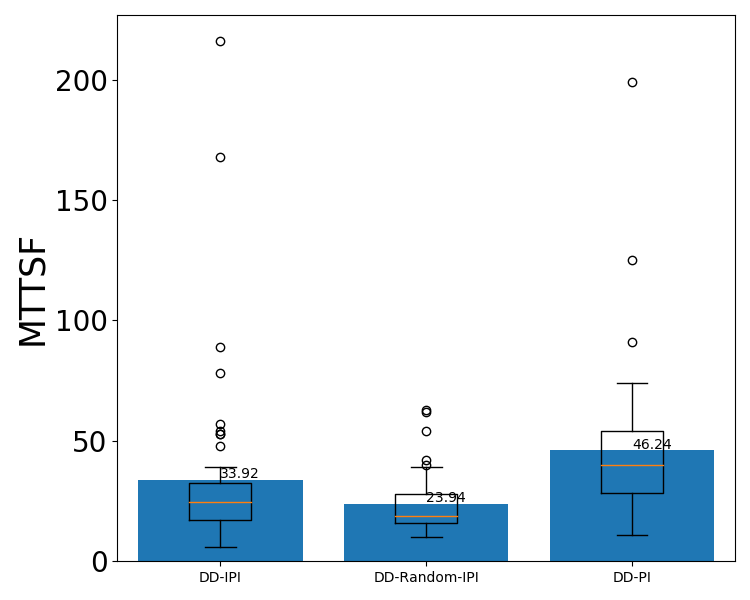 MTTSF
200
150
100
50
0
33.92
23.94
46.24
DD-IPI
DD-Random-IPI
DD-PI